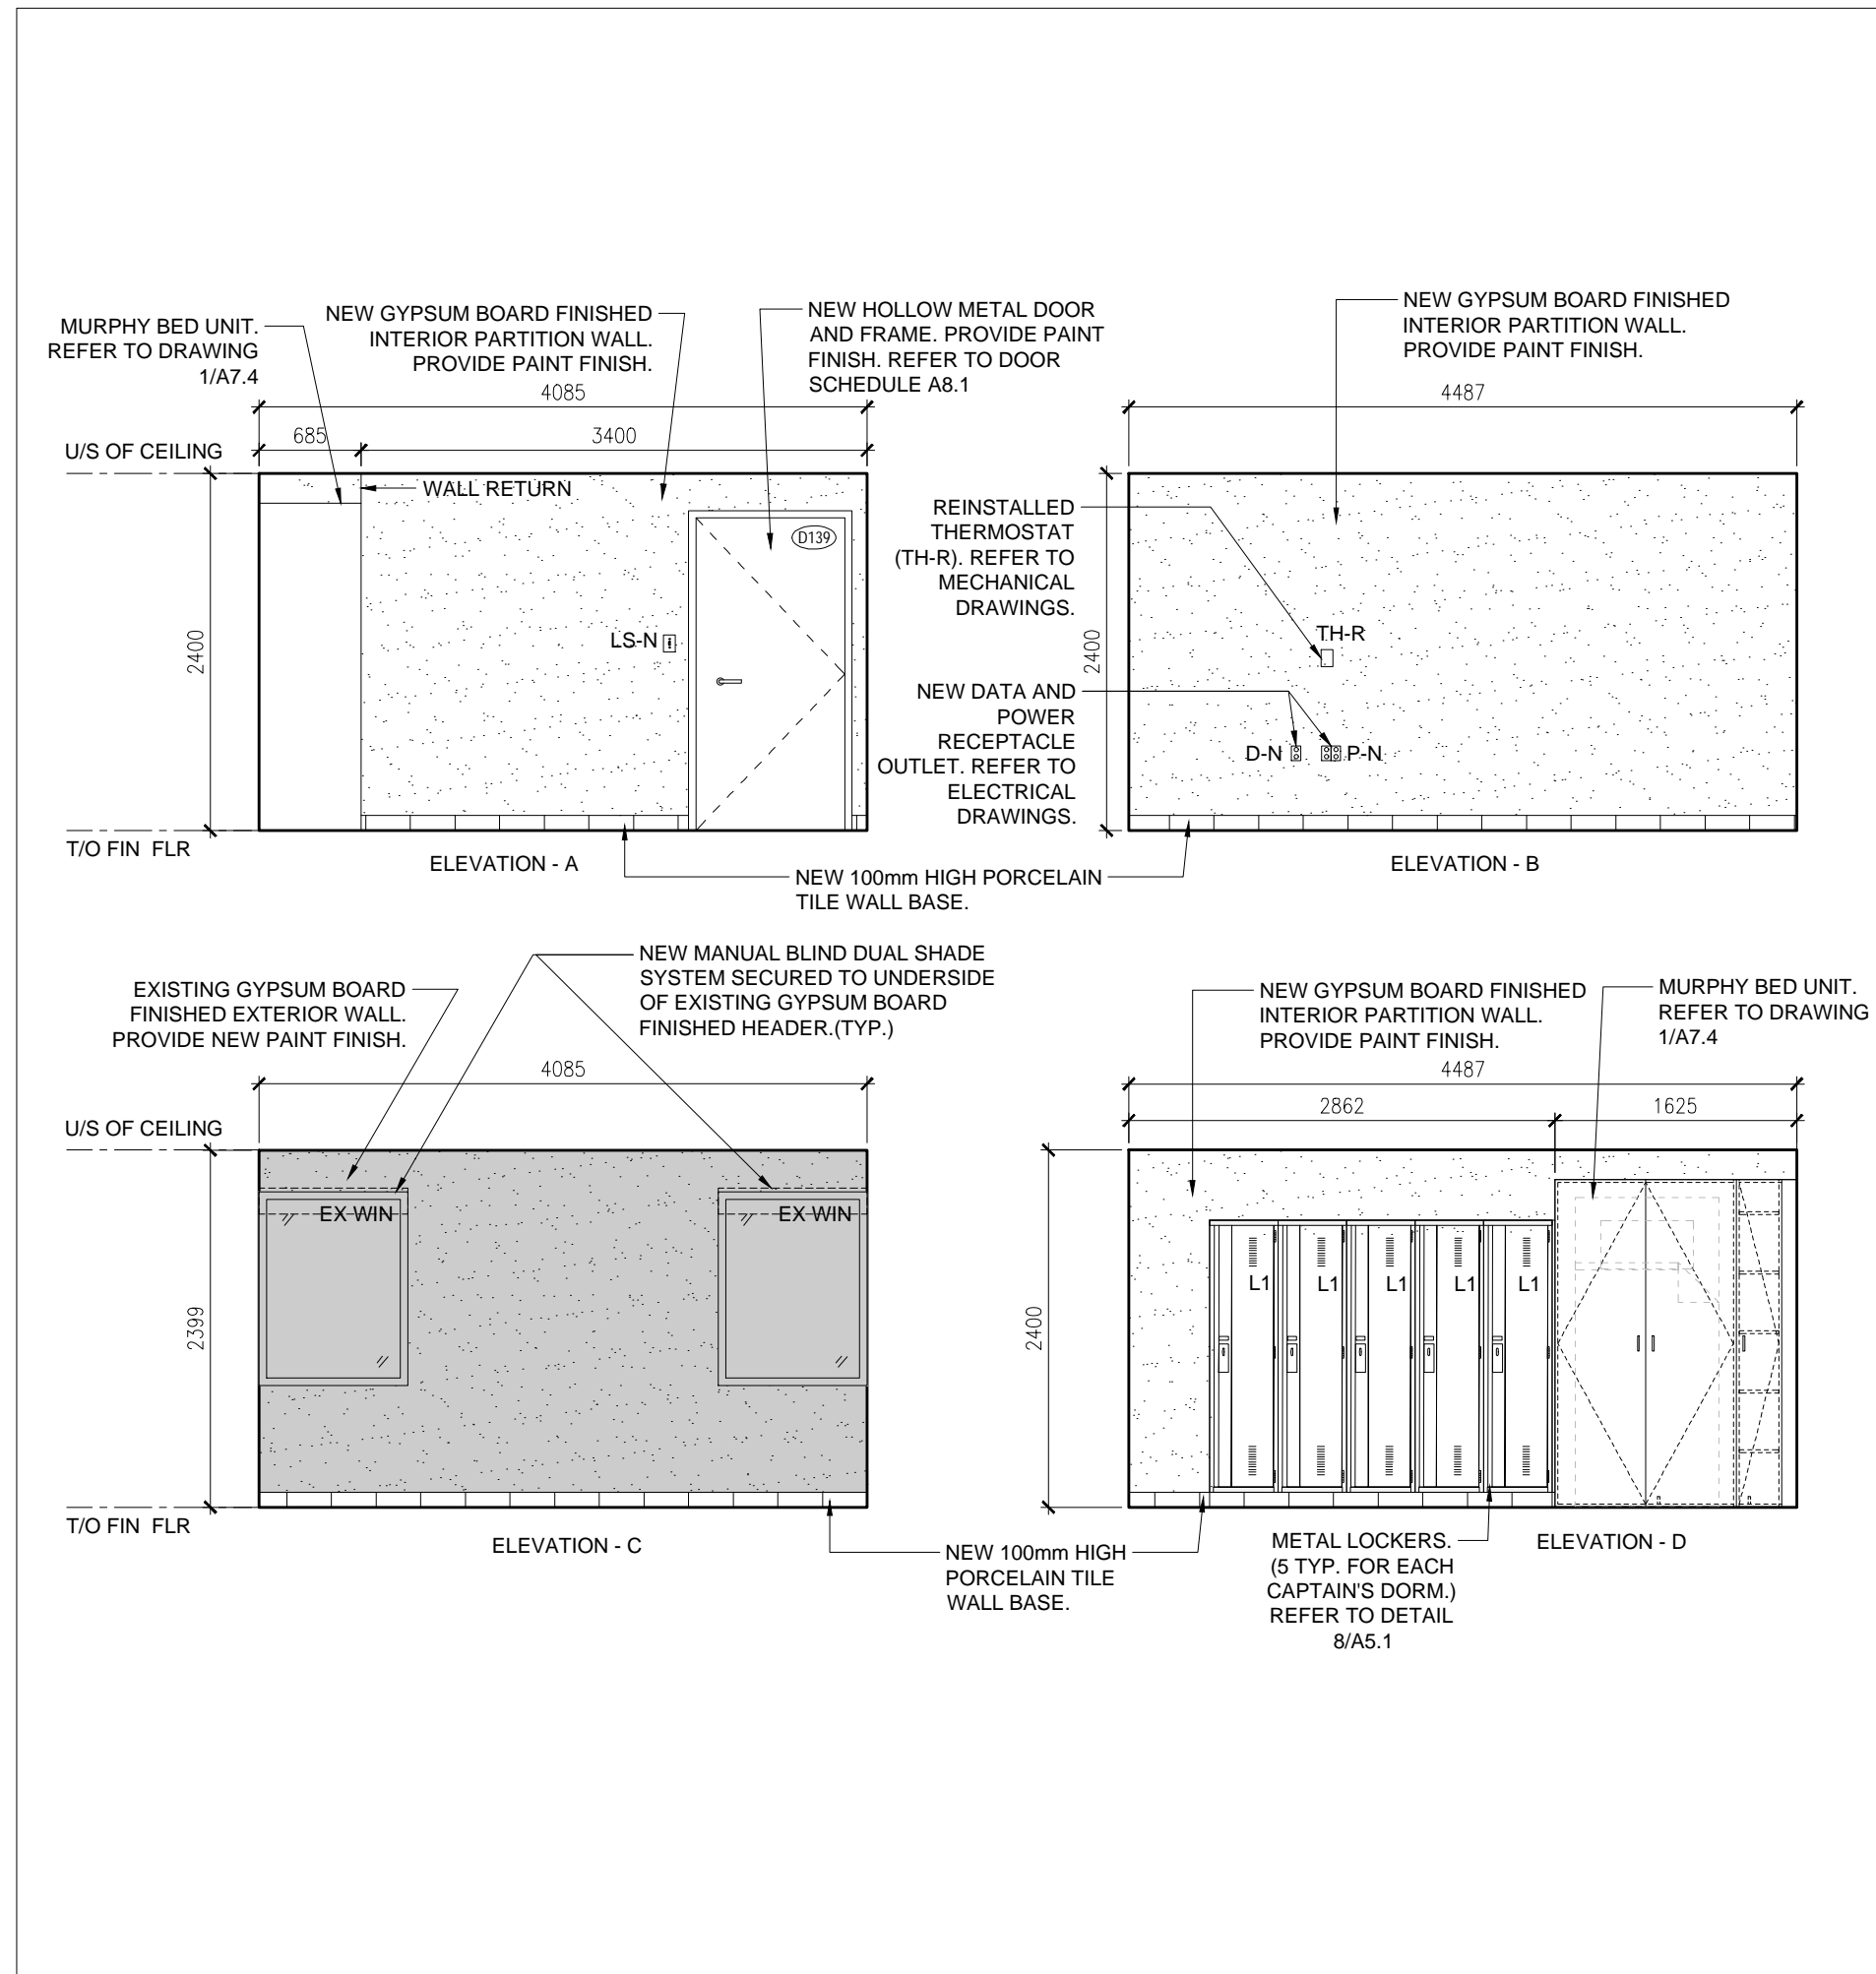 MURPHY BED UNIT.
REFER TO DRAWING
1/A7.4
NEW GYPSUM BOARD FINISHED
INTERIOR PARTITION WALL.
PROVIDE PAINT FINISH.
NEW HOLLOW METAL DOOR
AND FRAME. PROVIDE PAINT
FINISH. REFER TO DOOR
SCHEDULE A8.1
4085
685
3400
U/S OF CEILING
WALL RETURN
D139
LS-N
2400
T/O FIN FLR
ELEVATION - A
NEW GYPSUM BOARD FINISHED
INTERIOR PARTITION WALL.
PROVIDE PAINT FINISH.
4487
REINSTALLED
THERMOSTAT
(TH-R). REFER TO
MECHANICAL
DRAWINGS.
TH-R
2400
NEW DATA AND
POWER
RECEPTACLE
OUTLET. REFER TO
ELECTRICAL
DRAWINGS.
D-N
P-N
ELEVATION - B
NEW 100mm HIGH PORCELAIN
TILE WALL BASE.
EXISTING GYPSUM BOARD
FINISHED EXTERIOR WALL.
PROVIDE NEW PAINT FINISH.
NEW MANUAL BLIND DUAL SHADE
SYSTEM SECURED TO UNDERSIDE
OF EXISTING GYPSUM BOARD
FINISHED HEADER.(TYP.)
4085
U/S OF CEILING
EX WIN
EX WIN
2399
T/O FIN FLR
ELEVATION - C
NEW 100mm HIGH
PORCELAIN TILE
WALL BASE.
NEW GYPSUM BOARD FINISHED
INTERIOR PARTITION WALL.
PROVIDE PAINT FINISH.
MURPHY BED UNIT.
REFER TO DRAWING
1/A7.4
4487
2862
1625
2400
L1
L1
L1
L1
L1
METAL LOCKERS.
(5 TYP. FOR EACH
CAPTAIN'S DORM.)
REFER TO DETAIL
8/A5.1
ELEVATION - D